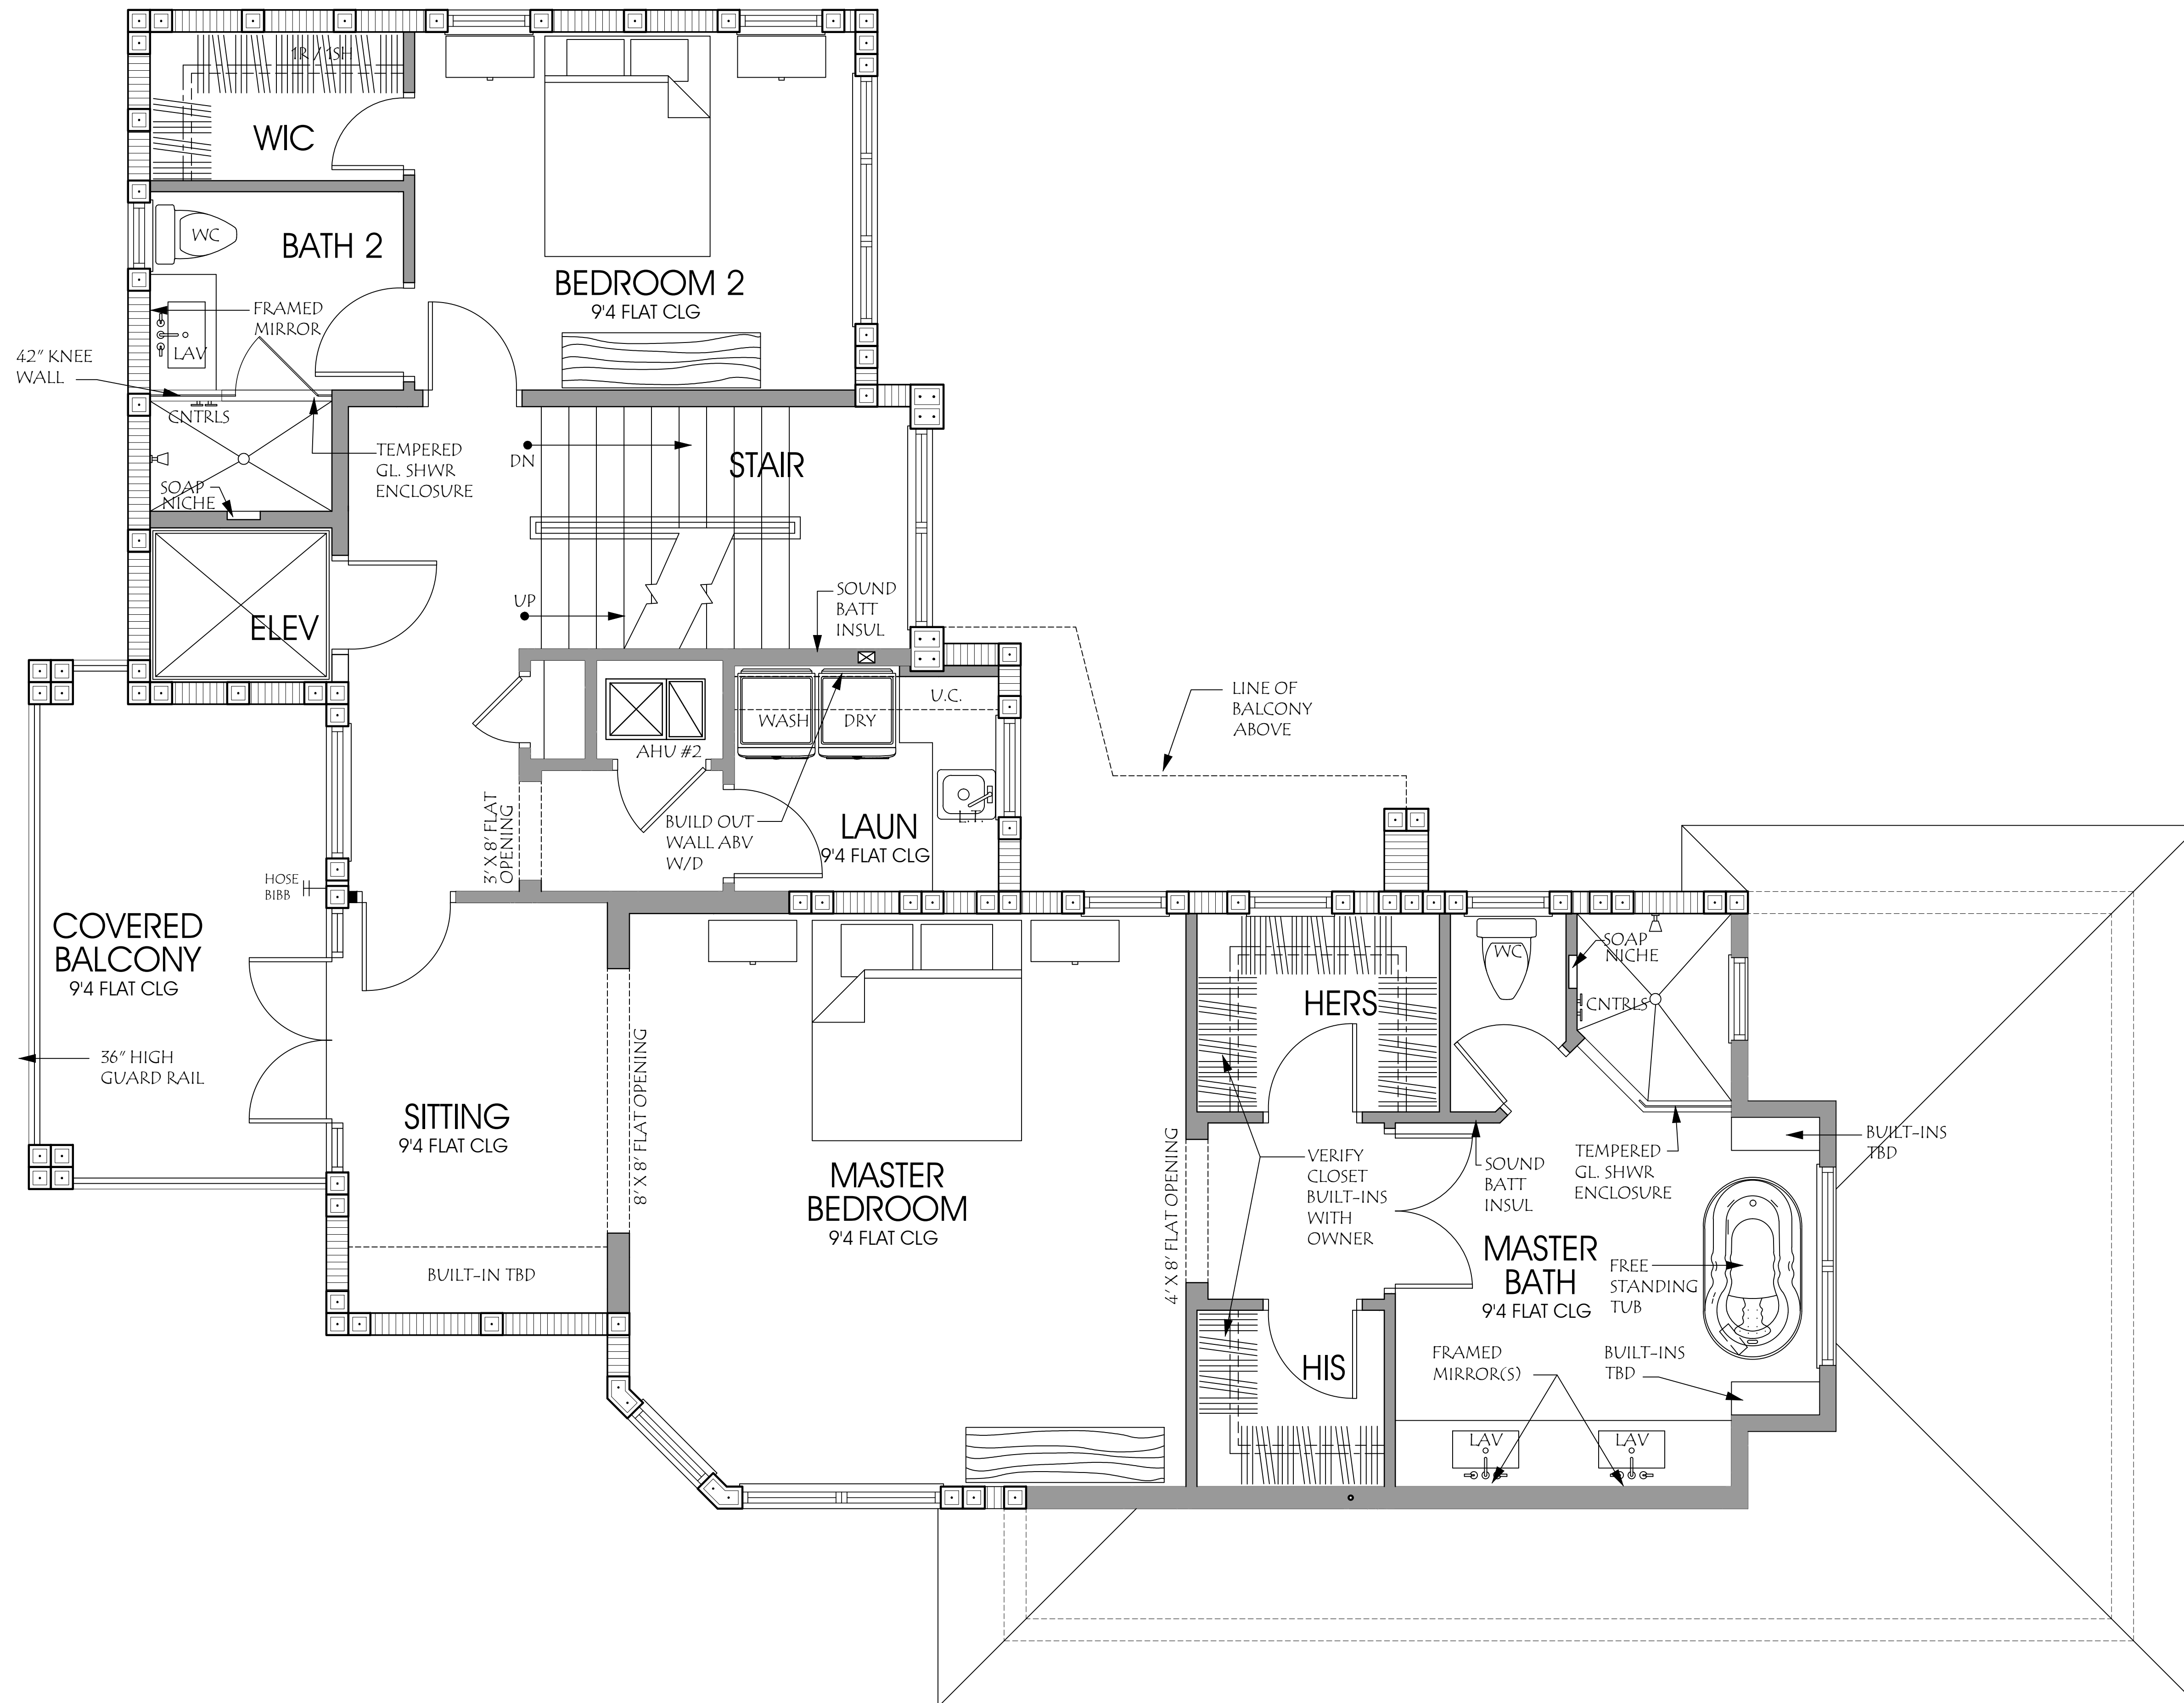 1R / 1SH
WIC
WC
BATH 2
BEDROOM 2
9'4 FLAT CLG
FRAMED
MIRROR
LAV
42" KNEE
WALL
CNTRLS
TEMPERED
GL. SHWR
ENCLOSURE
SOAP
NICHE
DN
STAIR
UP
SOUND
BATT
INSUL
ELEV
WASH
DRY
U.C.
AHU #2
LINE OF
BALCONY
ABOVE
3' X 8' FLAT
OPENING
BUILD OUT
WALL ABV
W/D
L.T.
LAUN
9'4 FLAT CLG
HOSE
BIBB
COVERED
BALCONY
9'4 FLAT CLG
36" HIGH
GUARD RAIL
SITTING
9'4 FLAT CLG
BUILT-IN TBD
8' X 8' FLAT OPENING
MASTER
BEDROOM
9'4 FLAT CLG
4' X 8' FLAT OPENING
HERS
VERIFY
CLOSET
BUILT-INS
WITH
OWNER
HIS
WC
SOAP
NICHE
CNTRLS
SOUND
BATT
INSUL
TEMPERED
GL. SHWR
ENCLOSURE
BUILT-INS
TBD
MASTER
BATH
9'4 FLAT CLG
FREE
STANDING
TUB
FRAMED
MIRROR(S)
BUILT-INS
TBD
LAV
LAV